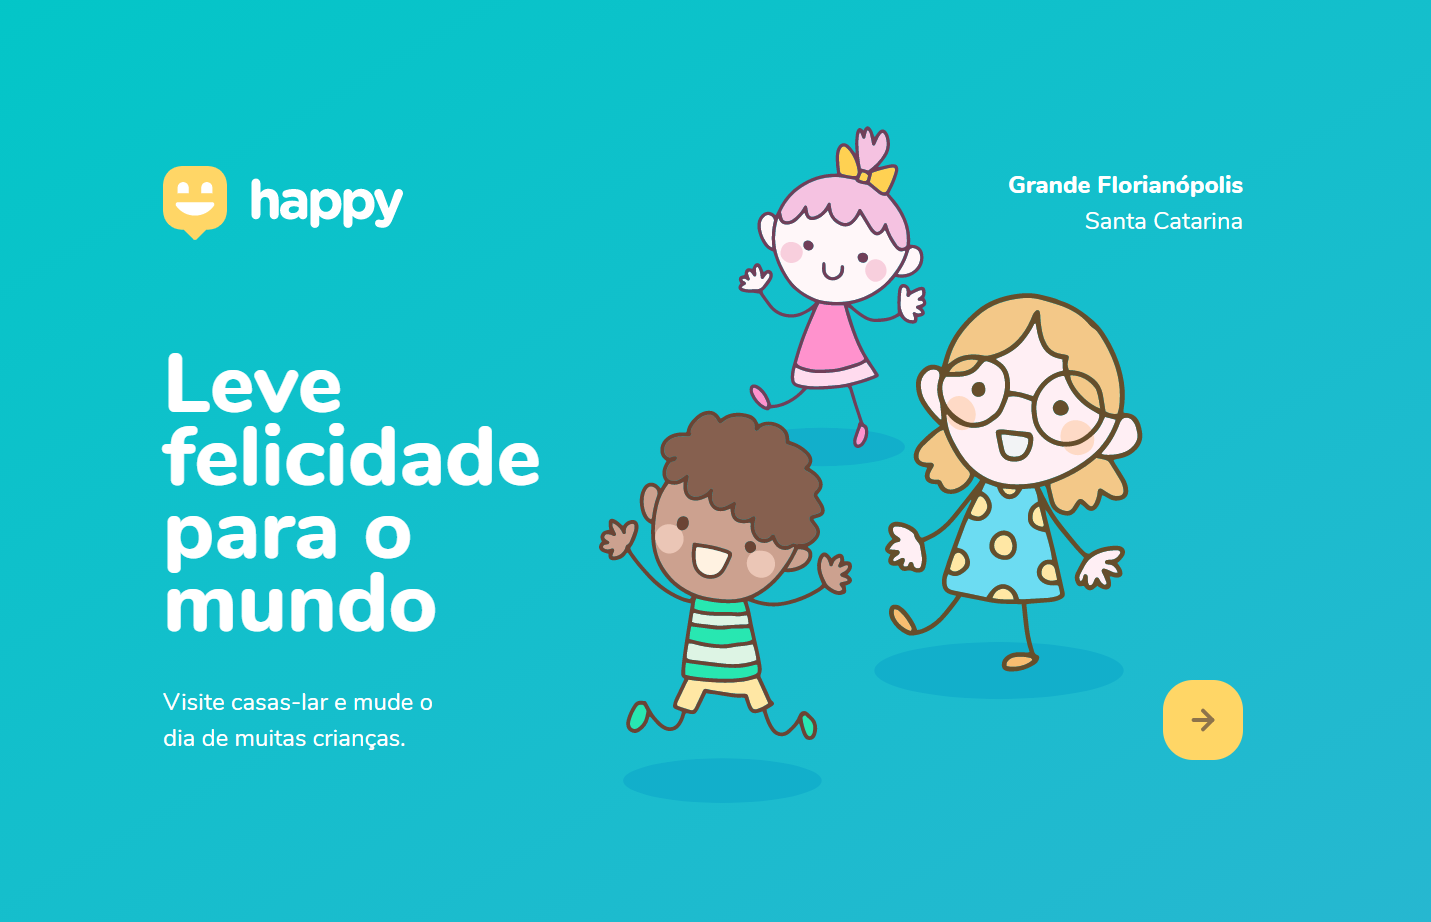 happy
Grande Florianópolis
Santa Catarina
Leve
felicidade
para o
mundo
Visite casas-lar e mude o
dia de muitas crianças.